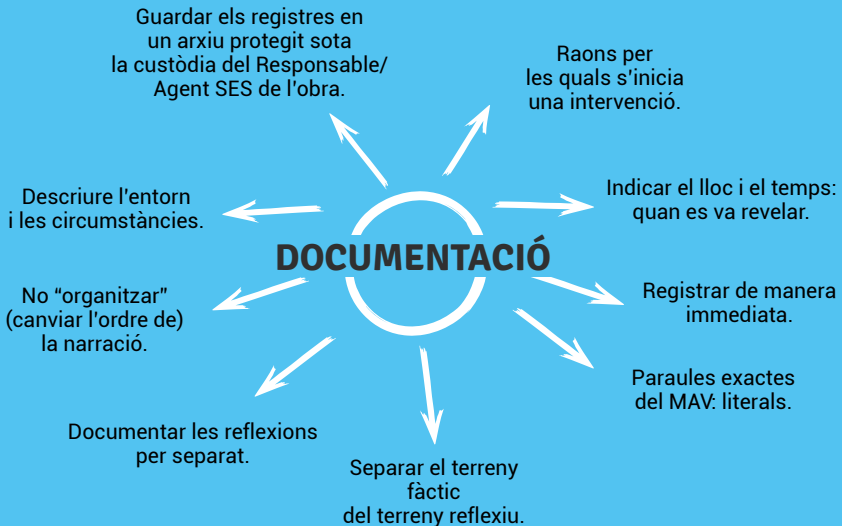 Guardar els registres en
un arxiu protegit sota
la custòdia del Responsable/
Agent SES de l'obra.
Raons per
les quals s'inicia
una intervenció.
Descriure l'entorn
i les circumstàncies.
Indicar el lloc i el temps:
quan es va revelar.
DOCUMENTACIÓ
No “organitzar”
(canviar l'ordre de)
la narració.
Registrar de manera
immediata.
Paraules exactes
del MAV: literals.
Documentar les reflexions
per separat.
Separar el terreny
fàctic
del terreny reflexiu.